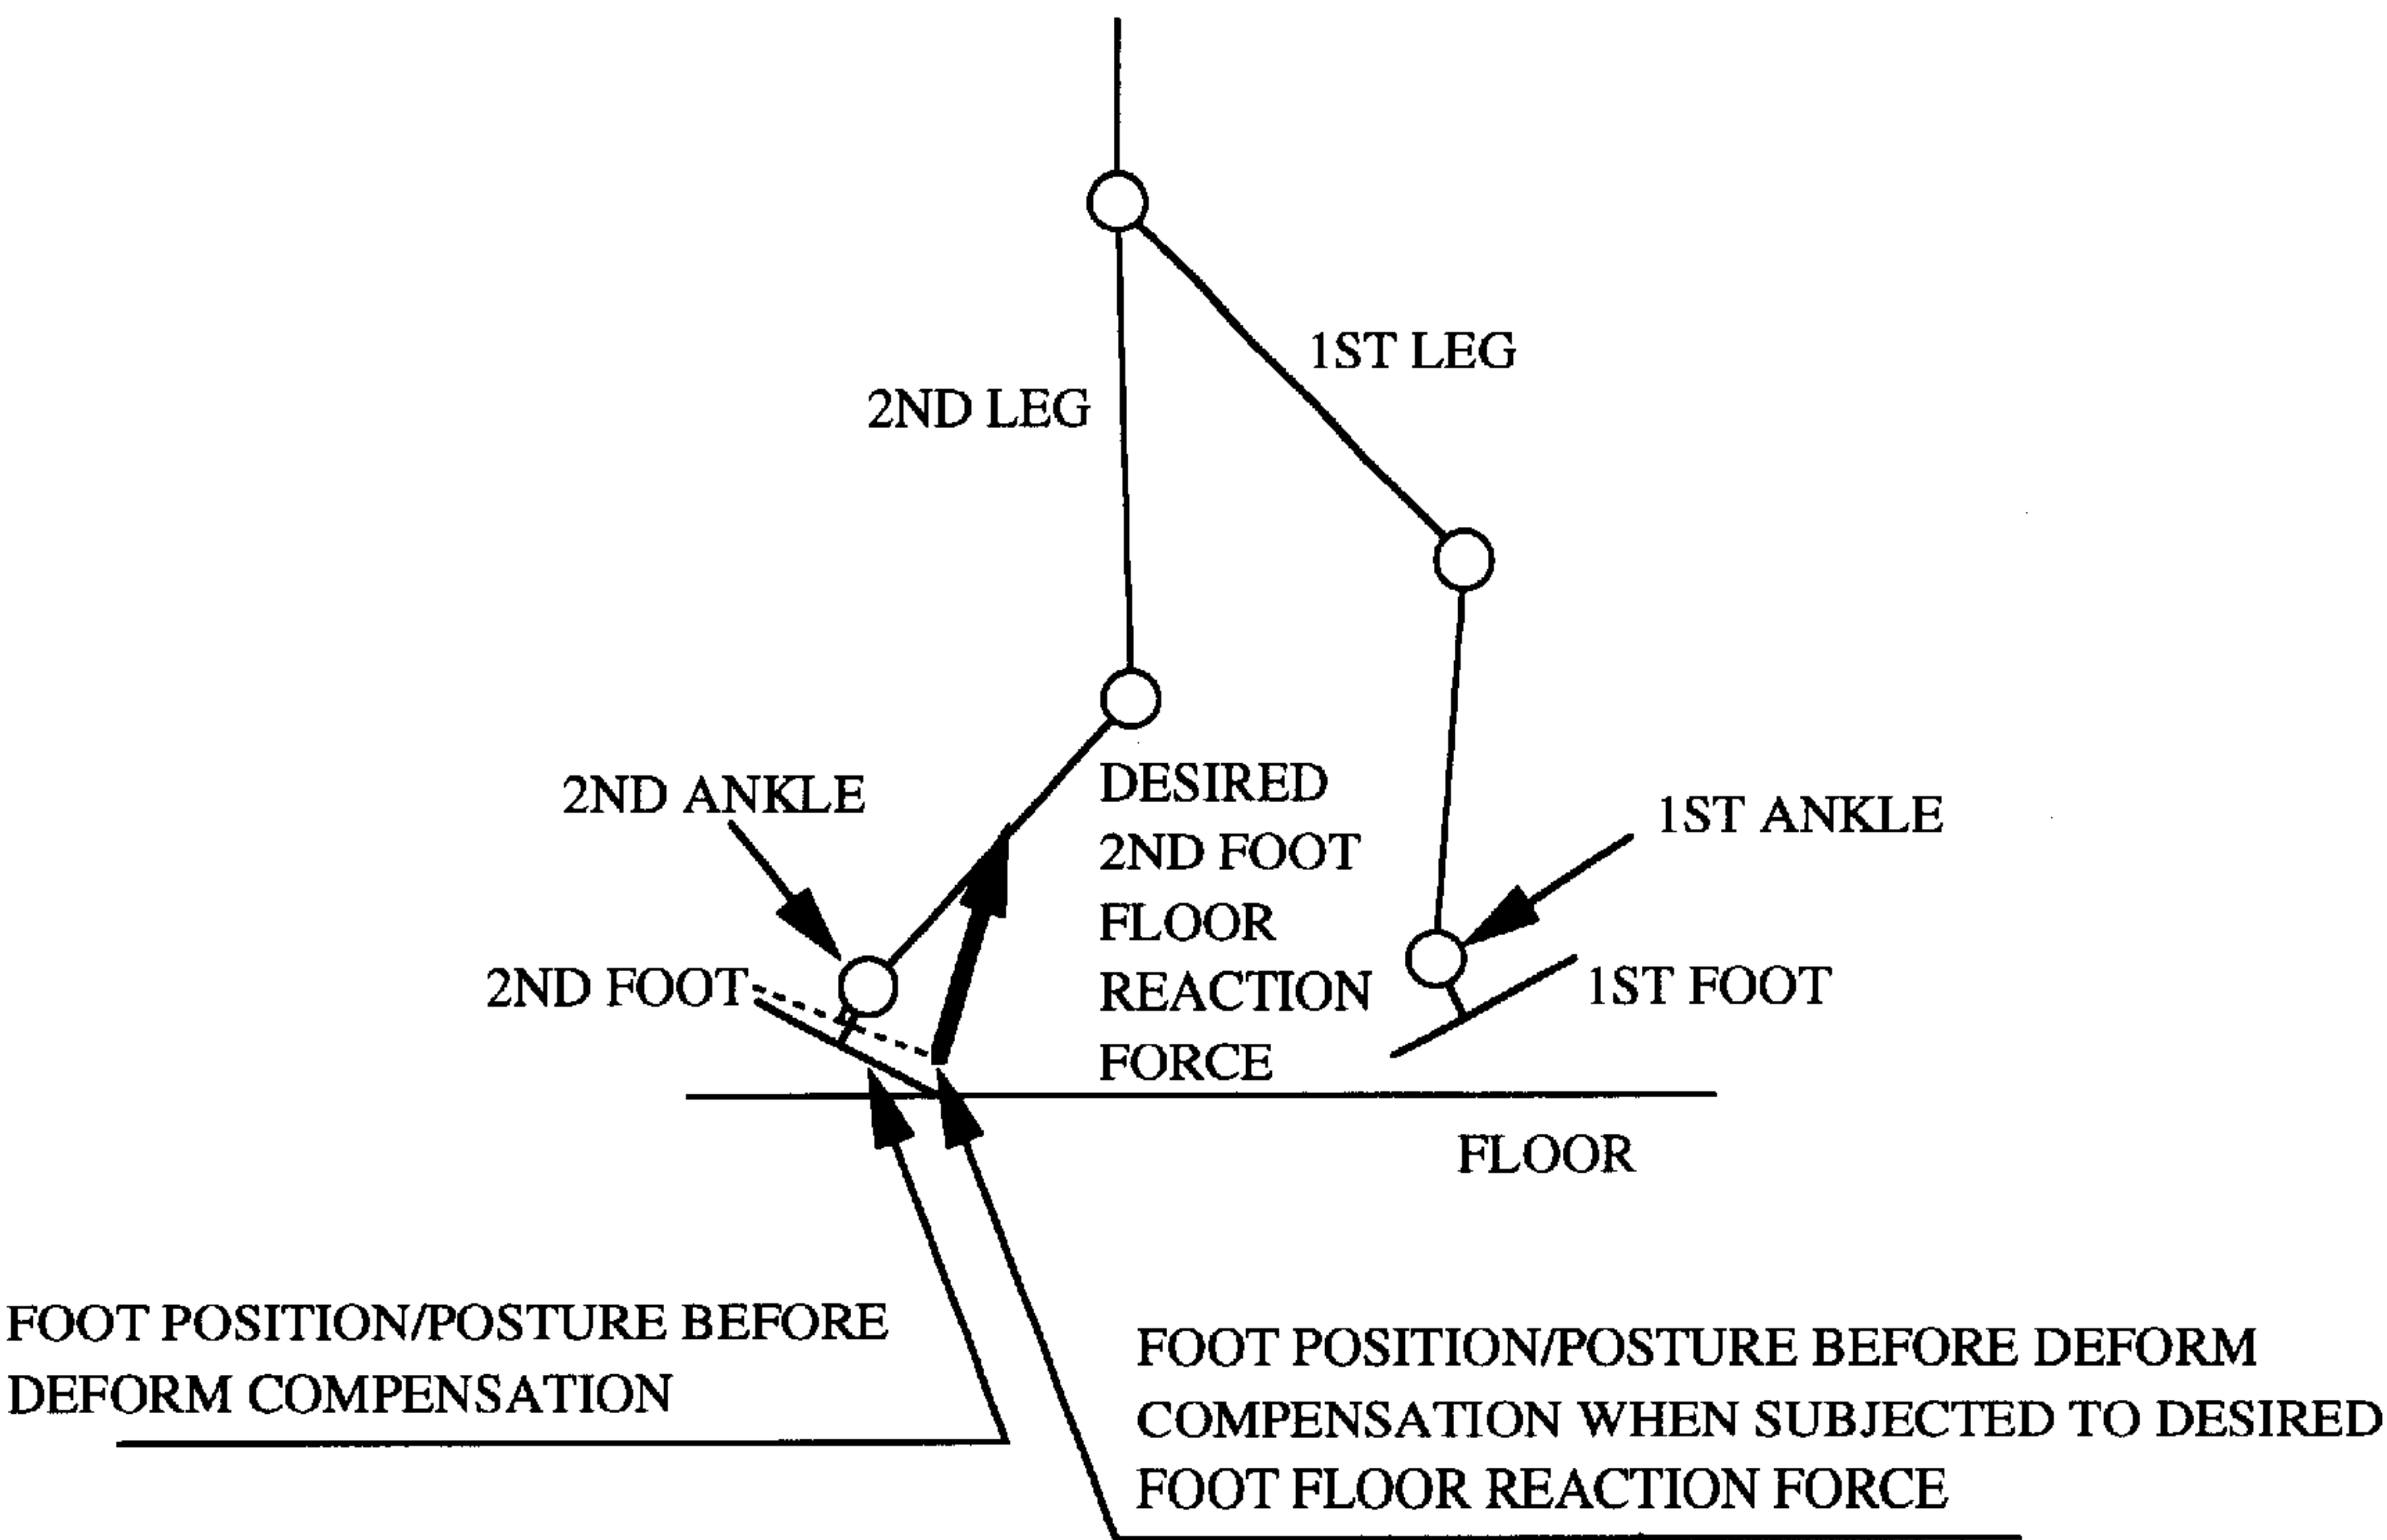 1ST LEG
2ND LEG
2ND ANKLE
DESIRED
2ND FOOT
FLOOR
REACTION
FORCE
1ST ANKLE
2ND FOOT
1ST FOOT
FLOOR
FOOT POSITION/POSTURE BEFORE
DEFORM COMPENSATION
FOOT POSITION/POSTURE BEFORE DEFORM
COMPENSATION WHEN SUBJECTED TO DESIRED
FOOT FLOOR REACTION FORCE